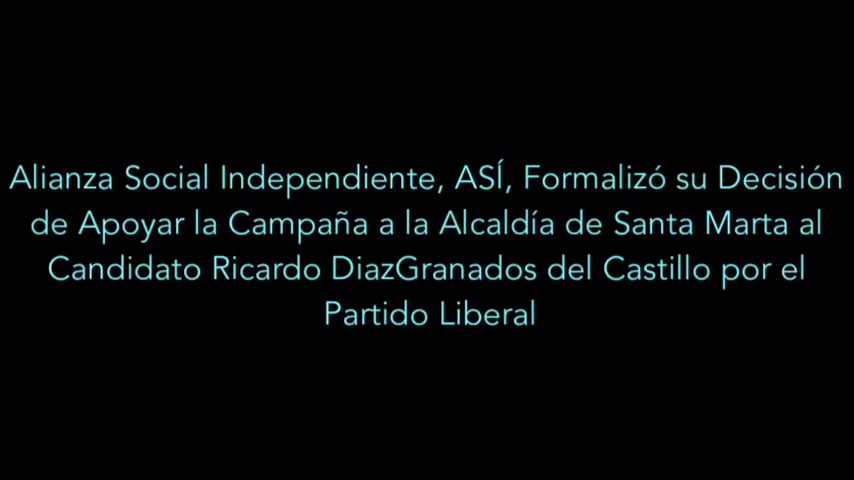 Alianza Social Independiente, ASÍ, Formalizó su Decisión
de Apoyar la Campaña a la Alcaldía de Santa Marta al
Candidato Ricardo DiazGranados del Castillo por el
Partido Liberal